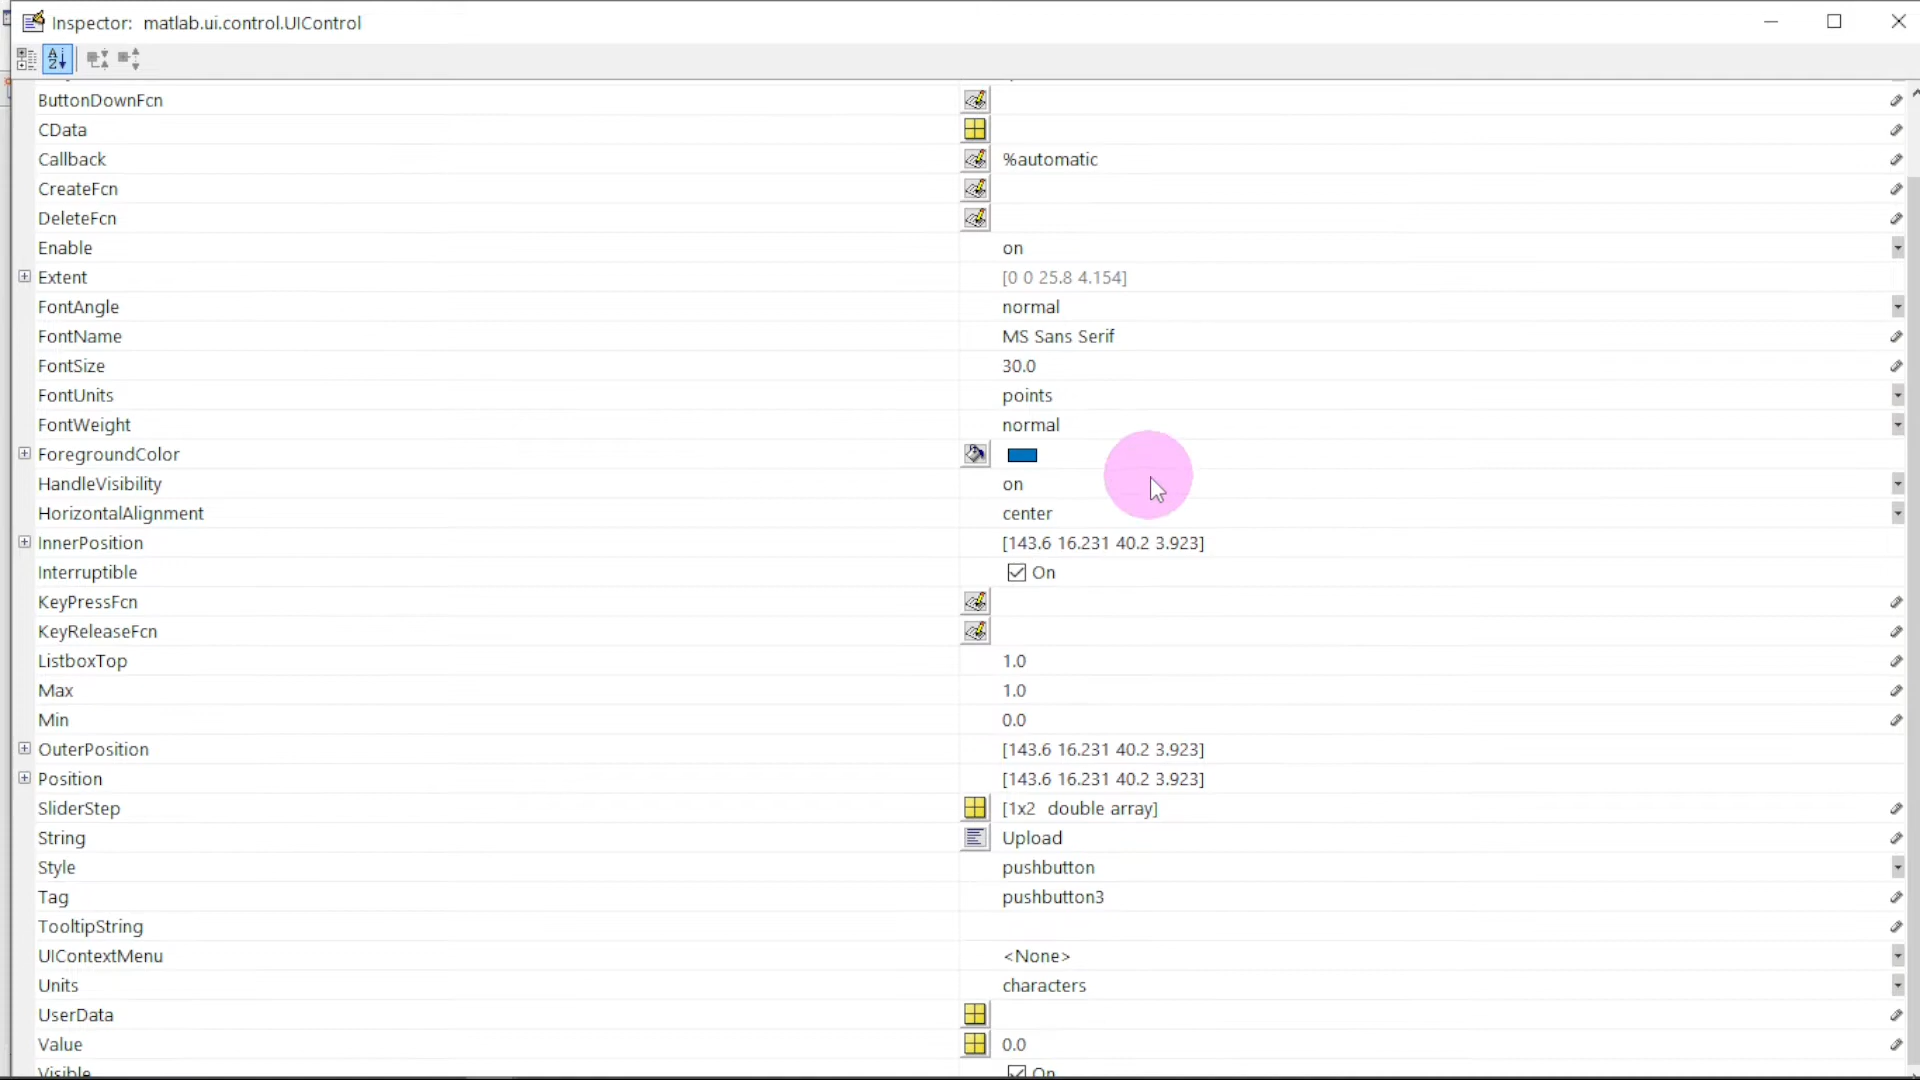 Inspector: matlab.ui.control.UIControl
ButtonDownFcn
CData
Callback %automatic
CreateFcn
DeleteFcn
Enable on
Extent [0 0 25.8 4.154]
FontAngle normal
FontName MS Sans Serif
FontSize 30.0
FontUnits points
FontWeight normal
ForegroundColor
HandleVisibility on
HorizontalAlignment center
InnerPosition [143.6 16.231 40.2 3.923]
Interruptible On
KeyPressFcn
KeyReleaseFcn
ListboxTop 1.0
Max 1.0
Min 0.0
OuterPosition [143.6 16.231 40.2 3.923]
Position [143.6 16.231 40.2 3.923]
SliderStep [1x2 double array]
String Upload
Style pushbutton
Tag pushbutton3
TooltipString
UIContextMenu <None>
Units characters
UserData
Value 0.0
Visible On